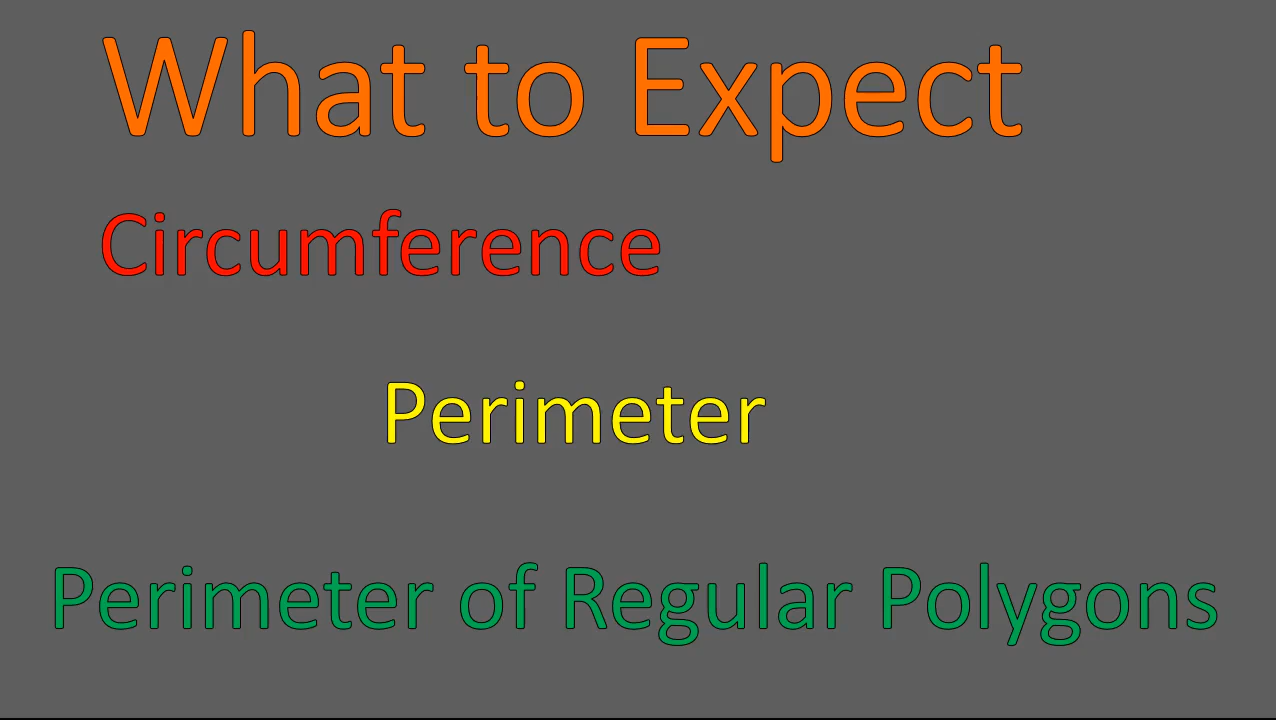 What to Expect
Circumference
Perimeter
Perimeter of Regular Polygons